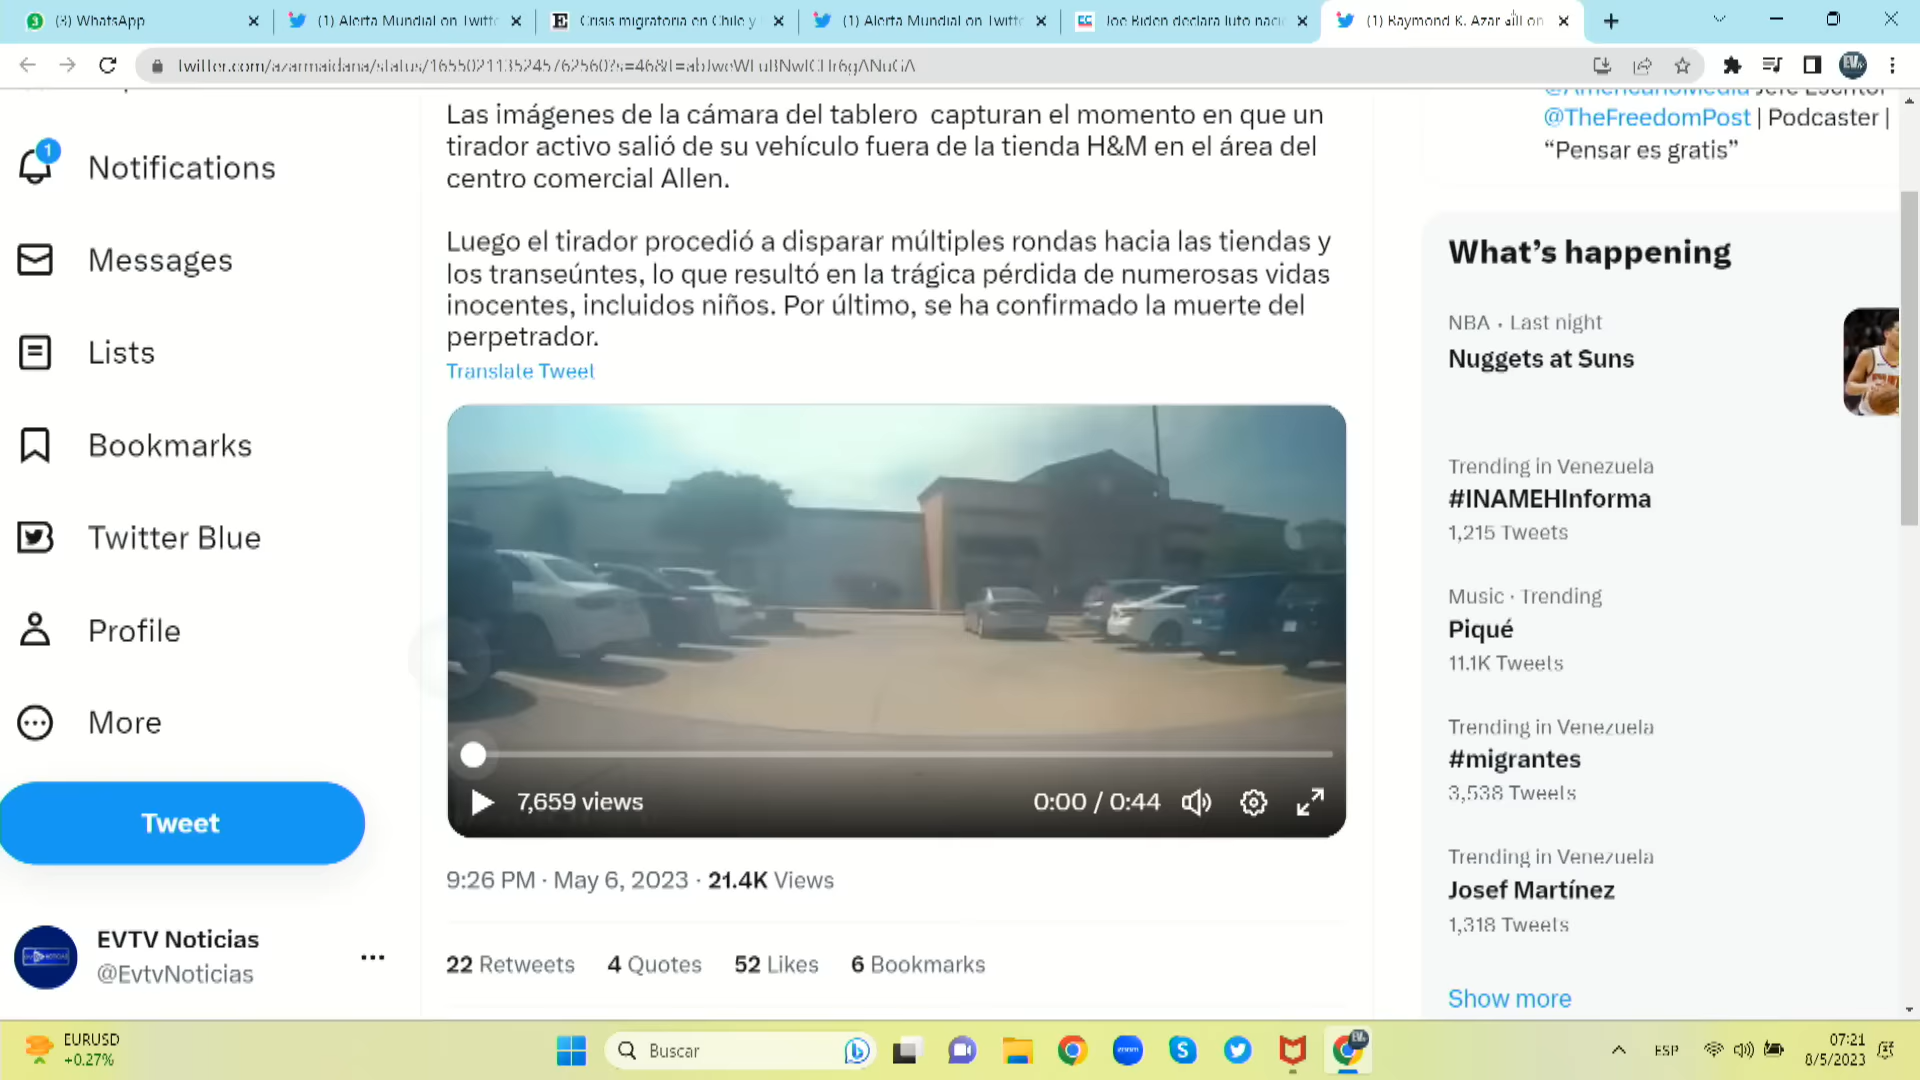 (3) WhatsApp
(1) Alerta Mundial on Twitte
Crisis migratoria en Chile y
(1) Alerta Mundial on Twitte
Joe Biden declara luto naci
(1) Raymond K. Azar on
Las imágenes de la cámara del tablero capturan el momento en que un
tirador activo salió de su vehículo fuera de la tienda H&M en el área del
centro comercial Allen.
Luego el tirador procedió a disparar múltiples rondas hacia las tiendas y
los transeúntes, lo que resultó en la trágica pérdida de numerosas vidas
inocentes, incluidos niños. Por último, se ha confirmado la muerte del
perpetrador.
Translate Tweet
7,659 views
0:00 / 0:44
9:26 PM · May 6, 2023 · 21.4K Views
22 Retweets 4 Quotes 52 Likes 6 Bookmarks
1
Notifications
Messages
Lists
Bookmarks
Twitter Blue
Profile
More
Tweet
EVTV Noticias
@EvtvNoticias
@AmericanoMedia Jefe Escritor
@TheFreedomPost | Podcaster |
“Pensar es gratis”
What’s happening
NBA · Last night
Nuggets at Suns
Trending in Venezuela
#INAMEHInforma
1,215 Tweets
Music · Trending
Piqué
11.1K Tweets
Trending in Venezuela
#migrantes
3,538 Tweets
Trending in Venezuela
Josef Martínez
1,318 Tweets
Show more
EURUSD
+0.27%
Buscar
zoom
ESP
07:21
8/5/2023